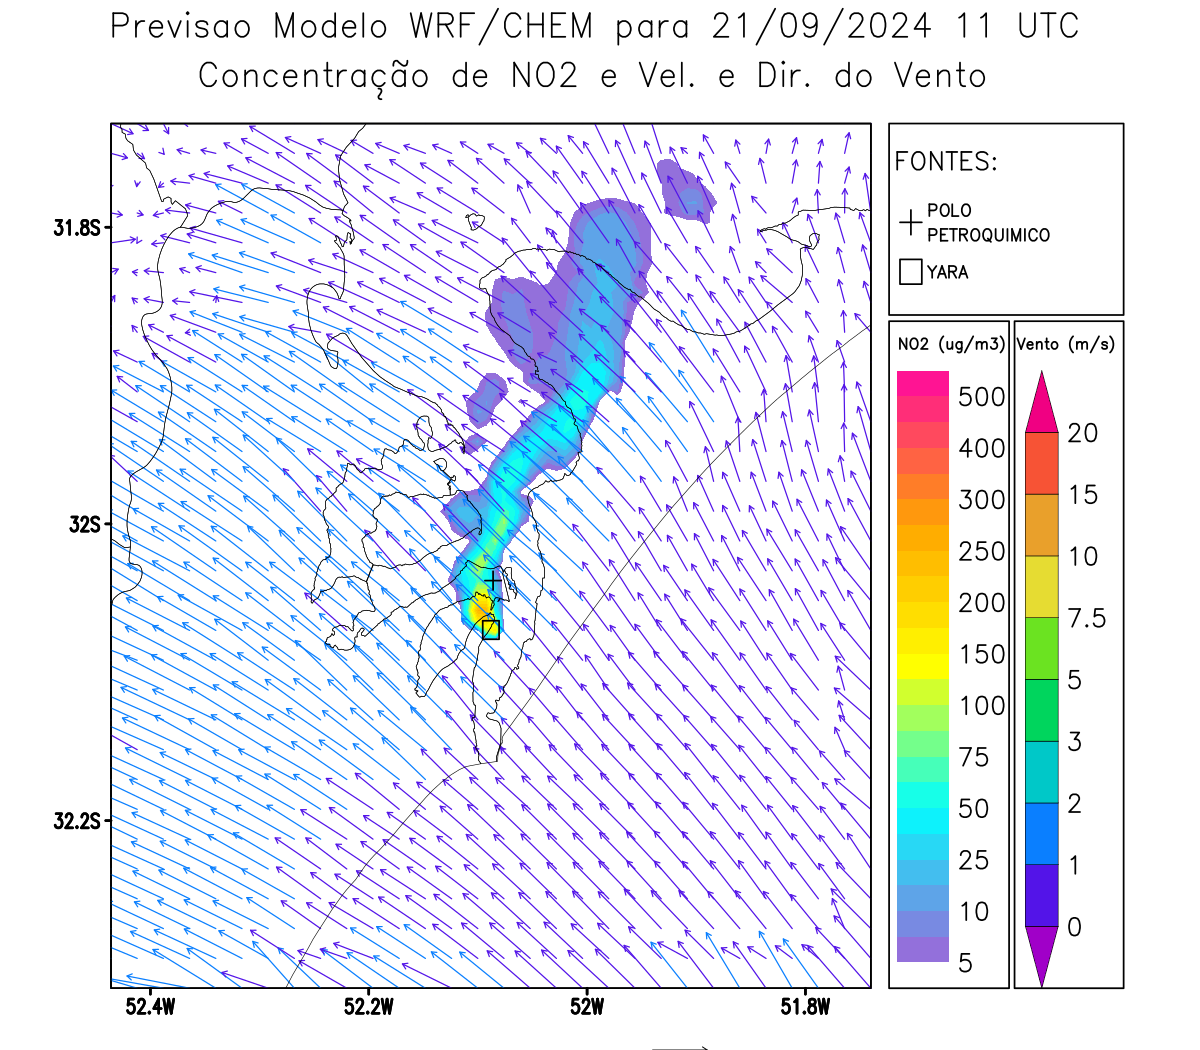 Previsao Modelo WRF/CHEM para 21/09/2024 11 UTC
Concentração de NO2 e Vel. e Dir. do Vento
FONTES:
POLO
PETROQUIMICO
YARA
31.8S
32S
32.2S
52.4W
52.2W
52W
51.8W
NO2 (ug/m3)
500
400
300
250
200
150
100
75
50
25
10
5
Vento (m/s)
20
15
10
7.5
5
3
2
1
0